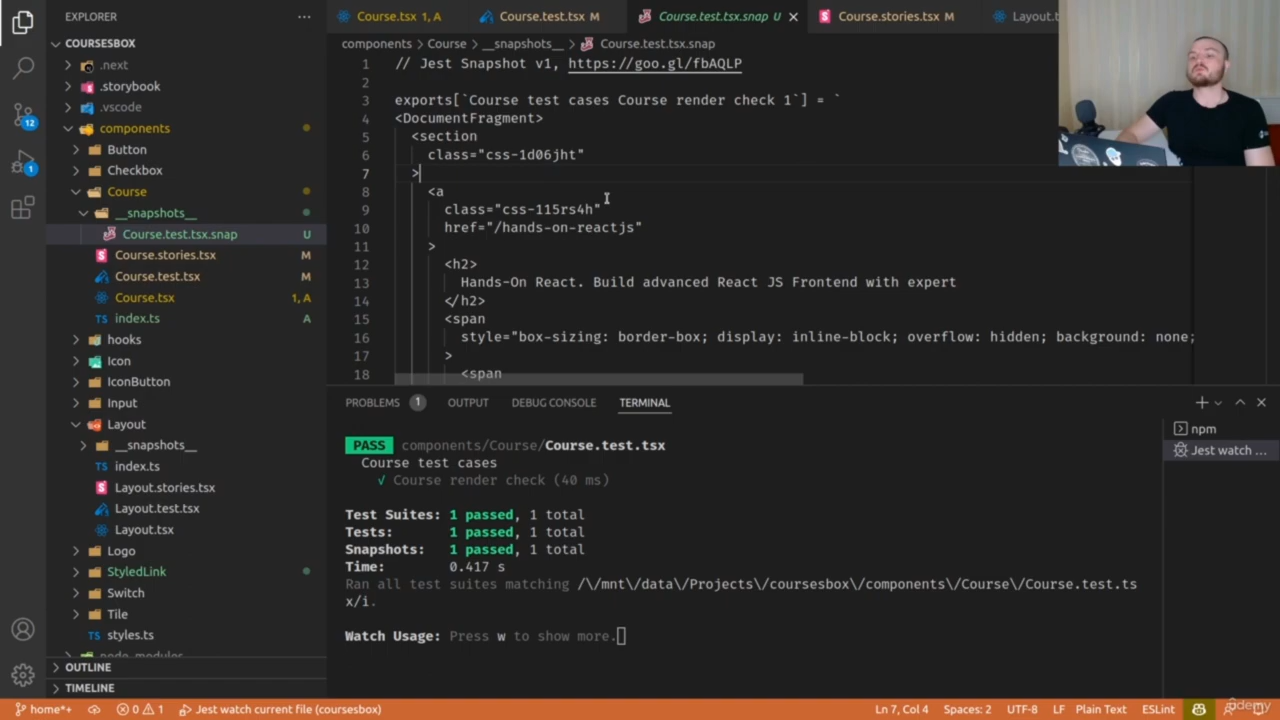 EXPLORER
COURSESBOX
.next
.storybook
.vscode
components
Button
Checkbox
Course
__snapshots__
Course.test.tsx.snap U
Course.stories.tsx M
Course.test.tsx M
Course.tsx 1, A
index.ts A
hooks
Icon
IconButton
Input
Layout
__snapshots__
index.ts
Layout.stories.tsx
Layout.test.tsx
Layout.tsx
Logo
StyledLink
Switch
Tile
styles.ts
node_modules
OUTLINE
TIMELINE
12
1
Course.tsx 1, A
Course.test.tsx M
Course.test.tsx.snap U
Course.stories.tsx M
Layout.t
components > Course > __snapshots__ > Course.test.tsx.snap
1 // Jest Snapshot v1, https://goo.gl/fbAQLP
2
3 exports[`Course test cases Course render check 1`] = `
4 <DocumentFragment>
5 <section
6 class="css-1d06jht"
7 >
8 <a
9 class="css-115rs4h"
10 href="/hands-on-reactjs"
11 >
12 <h2>
13 Hands-On React. Build advanced React JS Frontend with expert
14 </h2>
15 <span
16 style="box-sizing: border-box; display: inline-block; overflow: hidden; background: none;
17 >
18 <span
PROBLEMS 1 OUTPUT DEBUG CONSOLE TERMINAL
PASS components/Course/Course.test.tsx
Course test cases
√ Course render check (40 ms)
Test Suites: 1 passed, 1 total
Tests: 1 passed, 1 total
Snapshots: 1 passed, 1 total
Time: 0.417 s
Ran all test suites matching /\/mnt\/data\/Projects\/coursesbox\/components\/Course\/Course.test.ts
x/i.
Watch Usage: Press w to show more.
npm
Jest watch ...
home*+ 0 1 Jest watch current file (coursesbox)
Ln 7, Col 4 Spaces: 2 UTF-8 LF Plain Text ESLint
udemy